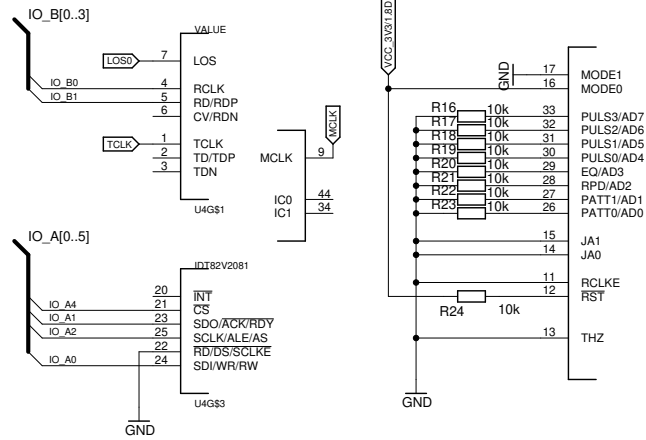 IO_B[0..3]
VALUE
LOS0
7
LOS
IO_B0
4
RCLK
IO_B1
5
RD/RDP
6
CV/RDN
TCLK
1
TCLK
2
TD/TDP
3
TDN
U4G$1
MCLK
9
MCLK
IC0
44
IC1
34
IO_A[0..5]
IDT82V2081
20
INT
IO_A4
21
CS
IO_A1
23
SDO/ACK/RDY
IO_A2
25
SCLK/ALE/AS
22
RD/DS/SCLKE
IO_A0
24
SDI/WR/RW
U4G$3
GND
VCC_3V3/1.8D
GND
17
MODE1
16
MODE0
R16
10k
33
PULS3/AD7
R17
10k
32
PULS2/AD6
R18
10k
31
PULS1/AD5
R19
10k
30
PULS0/AD4
R20
10k
29
EQ/AD3
R21
10k
28
RPD/AD2
R22
10k
27
PATT1/AD1
R23
10k
26
PATT0/AD0
15
JA1
14
JA0
11
RCLKE
12
RST
R24
10k
13
THZ
GND